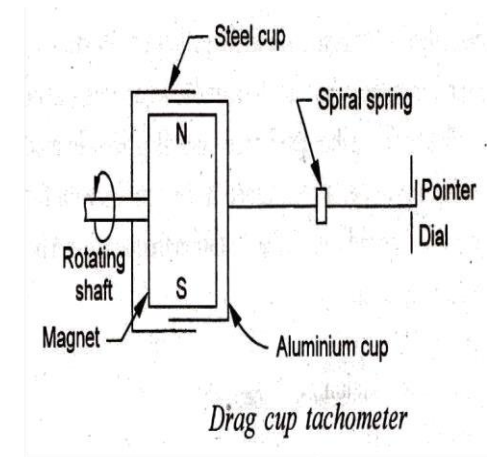 Steel cup
Spiral spring
N
Pointer
Dial
Rotating
shaft
S
Magnet
Aluminium cup
Drag cup tachometer